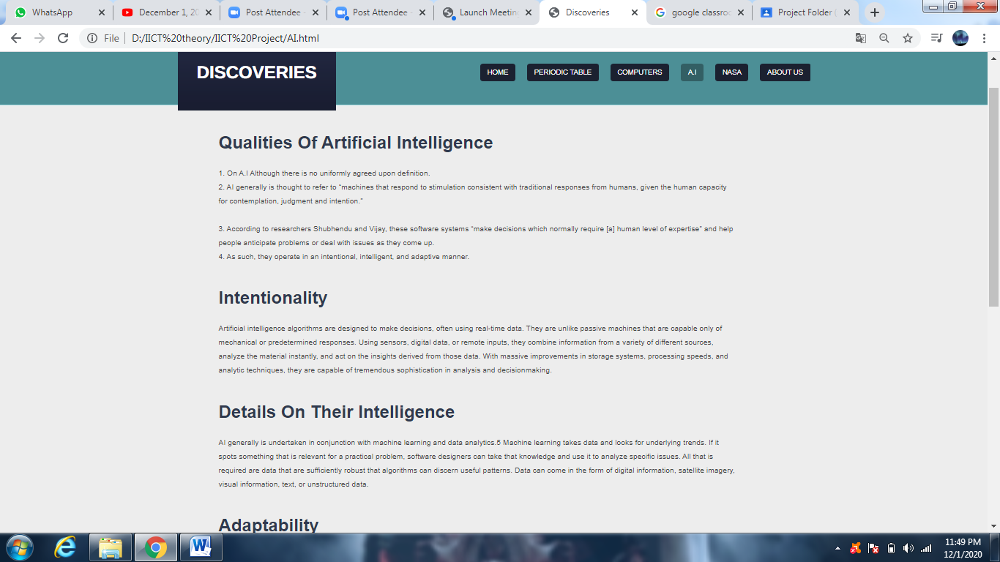 WhatsApp
December 1, 20
Post Attendee -
Post Attendee -
Launch Meeting
Discoveries
google classroo
Project Folder (
File
D:/IICT%20theory/IICT%20Project/AI.html
DISCOVERIES
HOME
PERIODIC TABLE
COMPUTERS
A.I
NASA
ABOUT US
Qualities Of Artificial Intelligence
1. On A.I Although there is no uniformly agreed upon definition.
2. AI generally is thought to refer to “machines that respond to stimulation consistent with traditional responses from humans, given the human capacity
for contemplation, judgment and intention.”
3. According to researchers Shubhendu and Vijay, these software systems “make decisions which normally require [a] human level of expertise” and help
people anticipate problems or deal with issues as they come up.
4. As such, they operate in an intentional, intelligent, and adaptive manner.
Intentionality
Artificial intelligence algorithms are designed to make decisions, often using real-time data. They are unlike passive machines that are capable only of
mechanical or predetermined responses. Using sensors, digital data, or remote inputs, they combine information from a variety of different sources,
analyze the material instantly, and act on the insights derived from those data. With massive improvements in storage systems, processing speeds, and
analytic techniques, they are capable of tremendous sophistication in analysis and decisionmaking.
Details On Their Intelligence
AI generally is undertaken in conjunction with machine learning and data analytics.5 Machine learning takes data and looks for underlying trends. If it
spots something that is relevant for a practical problem, software designers can take that knowledge and use it to analyze specific issues. All that is
required are data that are sufficiently robust that algorithms can discern useful patterns. Data can come in the form of digital information, satellite imagery,
visual information, text, or unstructured data.
Adaptability
11:49 PM
12/1/2020